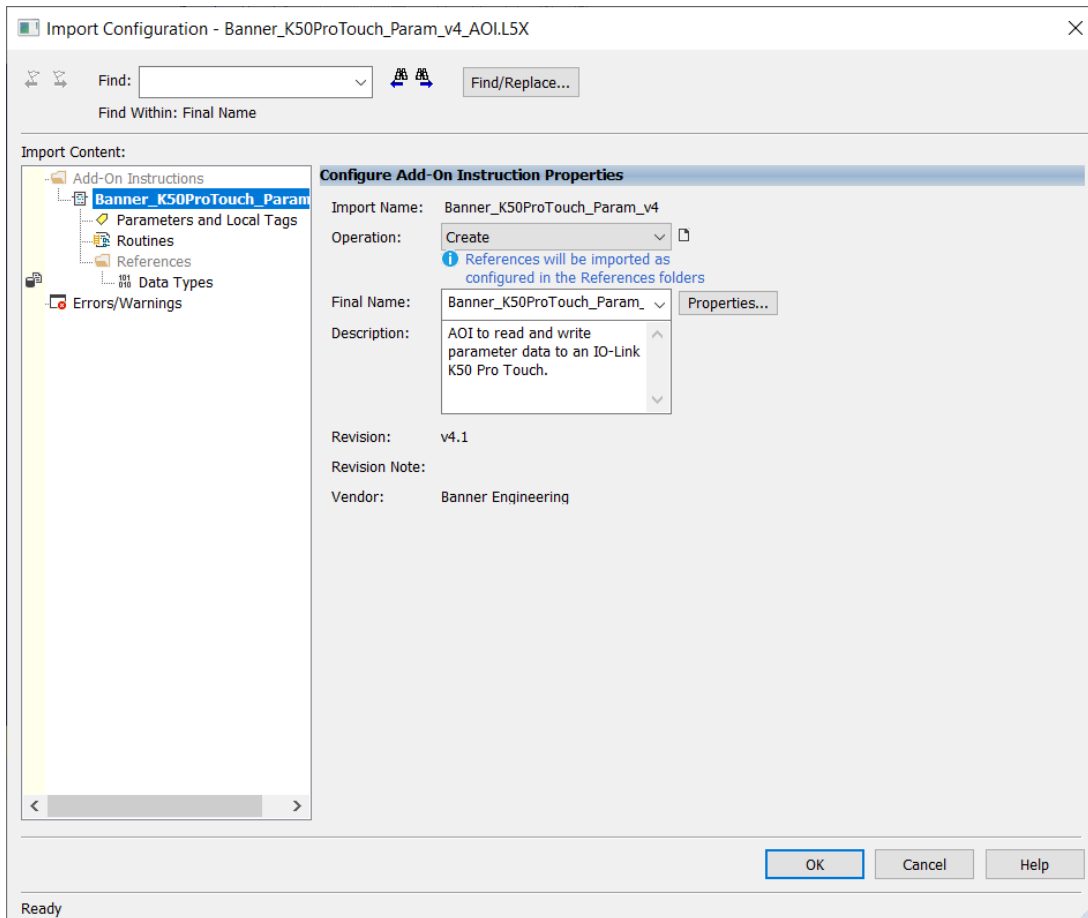 Import Configuration - Banner_K50ProTouch_Param_v4_AOI.L5X
Find:
Find/Replace...
Find Within: Final Name
Import Content:
Add-On Instructions
Banner_K50ProTouch_Param
Parameters and Local Tags
Routines
References
Data Types
Errors/Warnings
Configure Add-On Instruction Properties
Import Name: Banner_K50ProTouch_Param_v4
Operation: Create
References will be imported as
configured in the References folders
Final Name: Banner_K50ProTouch_Param_ Properties...
Description: AOI to read and write
parameter data to an IO-Link
K50 Pro Touch.
Revision: v4.1
Revision Note:
Vendor: Banner Engineering
OK Cancel Help
Ready